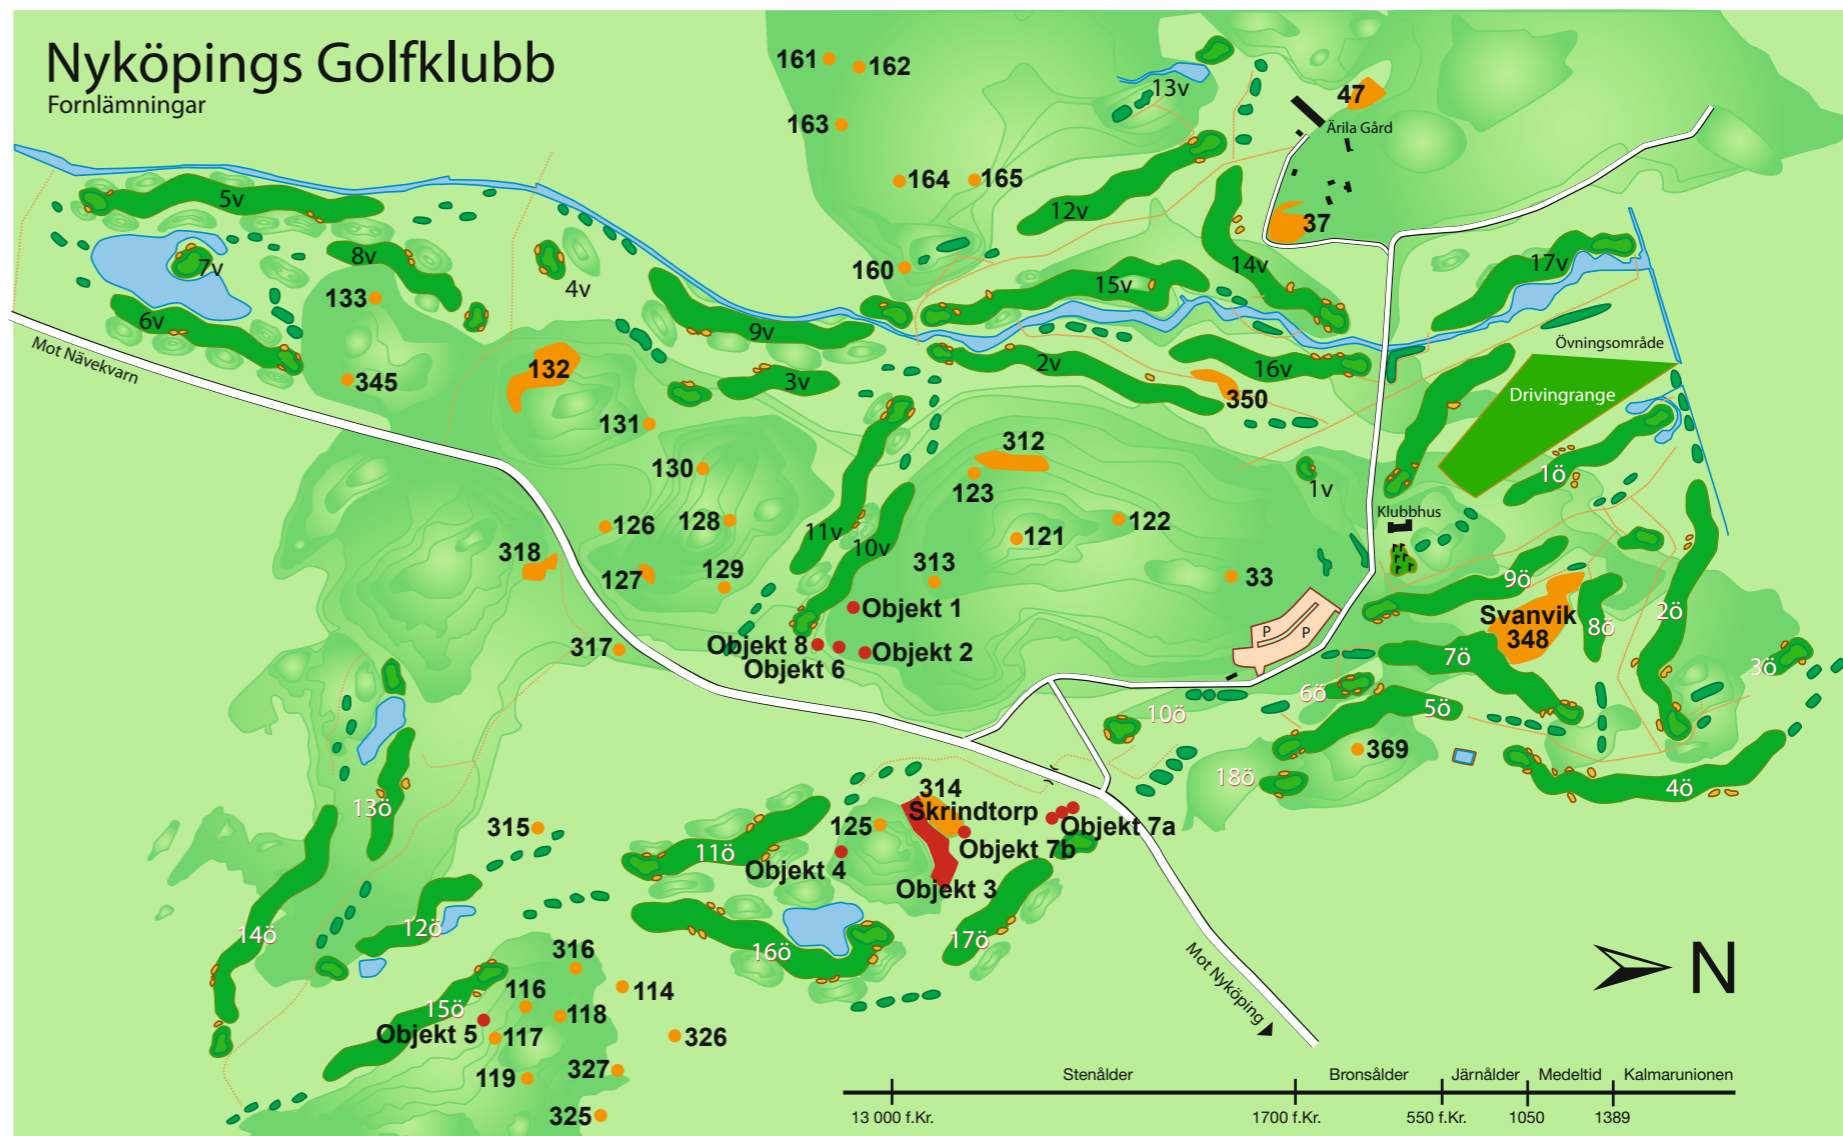 Nyköpings Golfklubb
Fornlämningar
161
162
163
164
165
160
13v
47
Ärila Gård
37
12v
14v
15v
17v
5v
7v
8v
4v
133
6v
9v
Mot Nävekvarn
345
132
3v
2v
16v
350
Övningsområde
Drivingrange
131
130
312
123
1v
1ö
Klubbhus
126
128
11v
10v
121
122
318
127
129
313
33
9ö
Svanvik
348
8ö
2ö
Objekt 1
317
Objekt 8
Objekt 6
Objekt 2
P
P
7ö
3ö
6ö
5ö
10ö
369
18ö
4ö
13ö
314
Skrindtorp
315
125
Objekt 7a
11ö
Objekt 4
Objekt 7b
Objekt 3
14ö
12ö
16ö
17ö
316
Mot Nyköping
N
114
116
15ö
118
Objekt 5
117
326
119
327
325
Stenålder
Bronsålder
Järnålder
Medeltid
Kalmarunionen
13 000 f.Kr.
1700 f.Kr.
550 f.Kr.
1050
1389